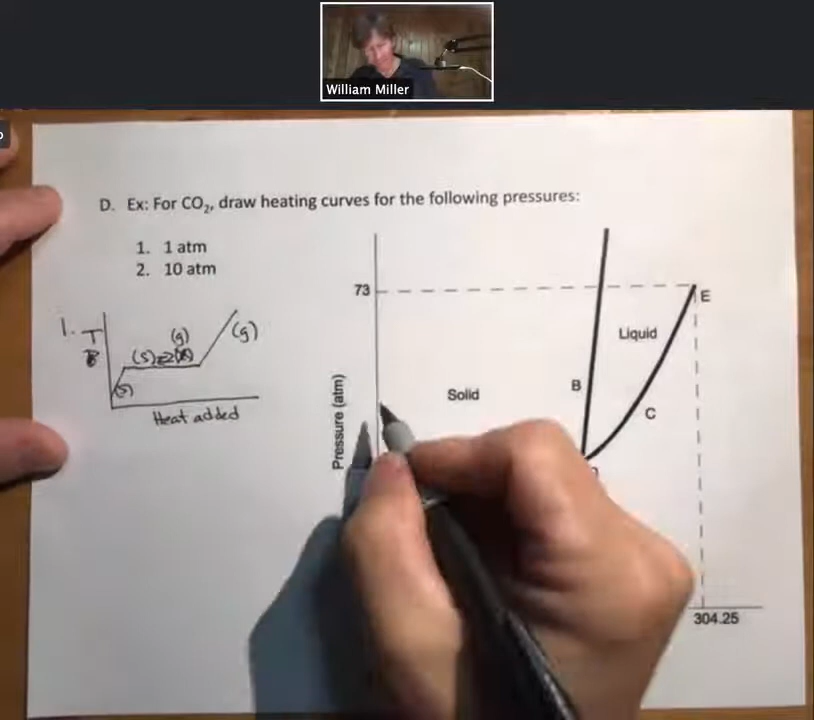 William Miller
D. Ex: For CO₂, draw heating curves for the following pressures:
1. 1 atm
2. 10 atm
73
E
Liquid
B
Solid
C
Pressure (atm)
304.25
1. T
(g)
(g)
(s)⇌
(s)
Heat added